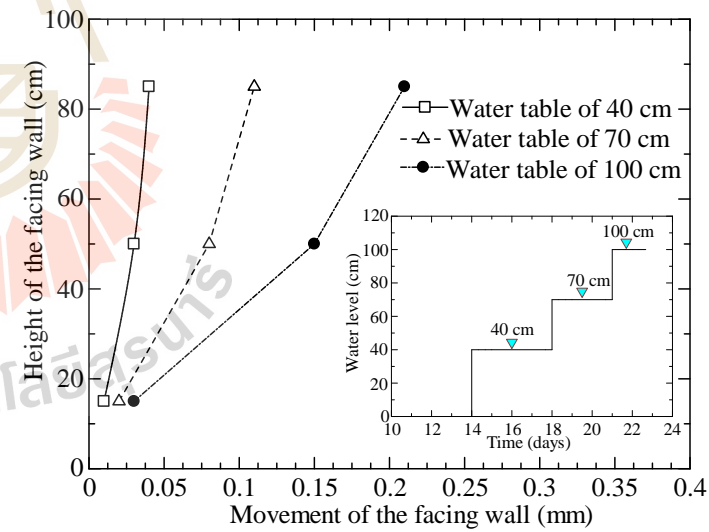 100
80
60
40
20
0
Height of the facing wall (cm)
0 0.05 0.1 0.15 0.2 0.25 0.3 0.35 0.4
Movement of the facing wall (mm)
Water table of 40 cm
Water table of 70 cm
Water table of 100 cm
120
100
80
60
40
20
0
Water level (cm)
100 cm
70 cm
40 cm
10 12 14 16 18 20 22 24
Time (days)